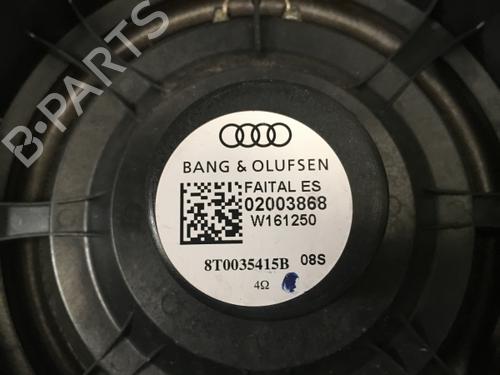 B-PARTS
BANG & OLUFSEN
FAITAL ES
02003868
W161250
8T0035415B 08S
4Ω